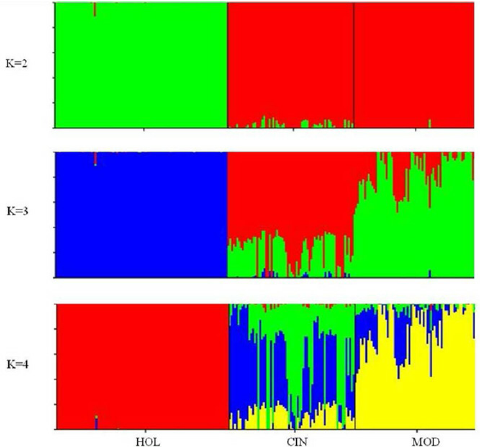 K=2
K=3
K=4
HOL CIN MOD